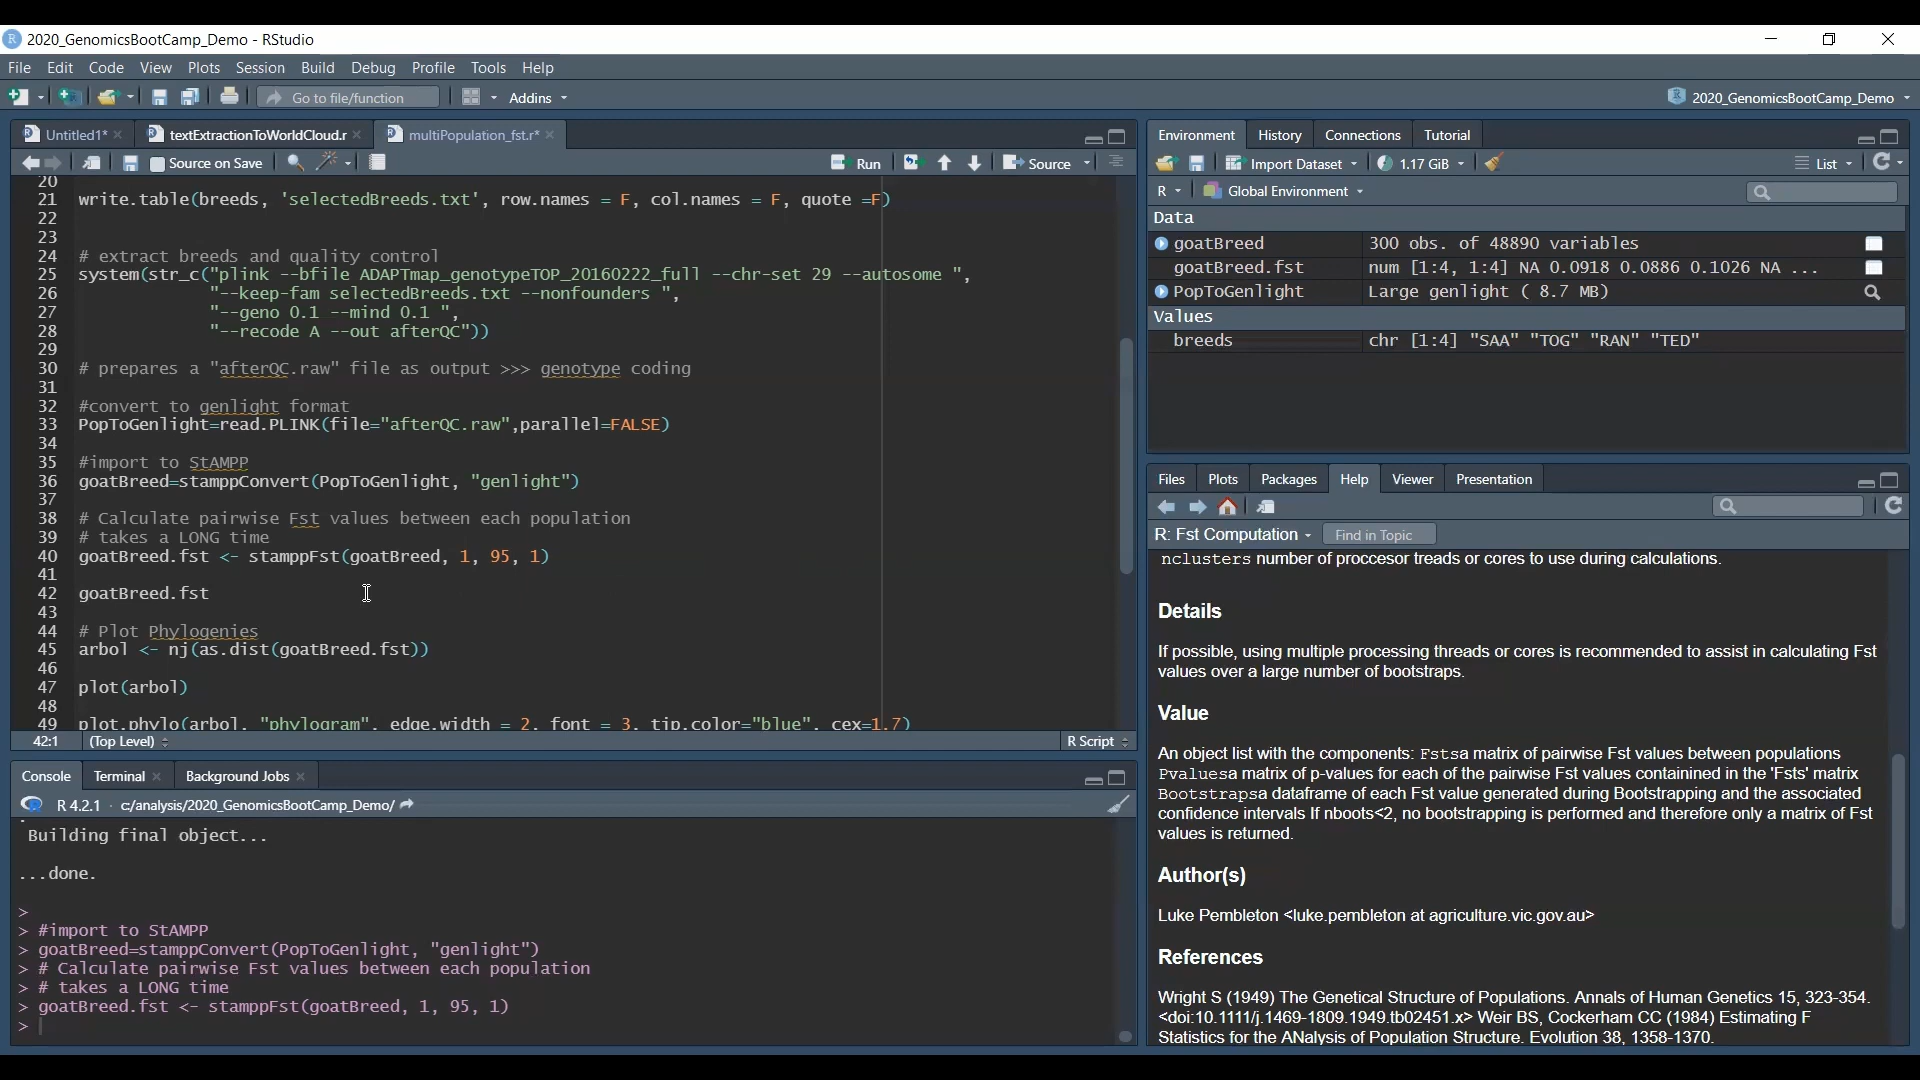 2020_GenomicsBootCamp_Demo - RStudio
File Edit Code View Plots Session Build Debug Profile Tools Help
Go to file/function Addins 2020_GenomicsBootCamp_Demo
Untitled1* textExtractionToWorldCloud.r multiPopulation_fst.r*
Source on Save Run Source
20
21 write.table(breeds, 'selectedBreeds.txt', row.names = F, col.names = F, quote =F)
22
23
24 # extract breeds and quality control
25 system(str_c("plink --bfile ADAPTmap_genotypeTOP_20160222_full --chr-set 29 --autosome ",
26 "--keep-fam selectedBreeds.txt --nonfounders ",
27 "--geno 0.1 --mind 0.1 ",
28 "--recode A --out afterQC"))
29
30 # prepares a "afterQC.raw" file as output >>> genotype coding
31
32 #convert to genlight format
33 PopToGenlight=read.PLINK(file="afterQC.raw",parallel=FALSE)
34
35 #import to StAMPP
36 goatBreed=stamppConvert(PopToGenlight, "genlight")
37
38 # Calculate pairwise Fst values between each population
39 # takes a LONG time
40 goatBreed.fst <- stamppFst(goatBreed, 1, 95, 1)
41
42 goatBreed.fst
43
44 # Plot Phylogenies
45 arbol <- nj(as.dist(goatBreed.fst))
46
47 plot(arbol)
48
49 plot.phylo(arbol, "phylogram", edge.width = 2, font = 3, tip.color="blue", cex=1.7)
42:1 (Top Level) R Script
Console Terminal Background Jobs
R 4.2.1 · c:/analysis/2020_GenomicsBootCamp_Demo/
Building final object...
...done.
>
> #import to StAMPP
> goatBreed=stamppConvert(PopToGenlight, "genlight")
> # Calculate pairwise Fst values between each population
> # takes a LONG time
> goatBreed.fst <- stamppFst(goatBreed, 1, 95, 1)
>
Environment History Connections Tutorial
Import Dataset 1.17 GiB List
R Global Environment
Data
goatBreed 300 obs. of 48890 variables
goatBreed.fst num [1:4, 1:4] NA 0.0918 0.0886 0.1026 NA ...
PopToGenlight Large genlight ( 8.7 MB)
Values
breeds chr [1:4] "SAA" "TOG" "RAN" "TED"
Files Plots Packages Help Viewer Presentation
R: Fst Computation Find in Topic
nclusters number of proccesor treads or cores to use during calculations.
Details
If possible, using multiple processing threads or cores is recommended to assist in calculating Fst
values over a large number of bootstraps.
Value
An object list with the components: Fstsa matrix of pairwise Fst values between populations
Pvaluesa matrix of p-values for each of the pairwise Fst values containined in the 'Fsts' matrix
Bootstrapsa dataframe of each Fst value generated during Bootstrapping and the associated
confidence intervals If nboots<2, no bootstrapping is performed and therefore only a matrix of Fst
values is returned.
Author(s)
Luke Pembleton <luke.pembleton at agriculture.vic.gov.au>
References
Wright S (1949) The Genetical Structure of Populations. Annals of Human Genetics 15, 323-354.
<doi:10.1111/j.1469-1809.1949.tb02451.x> Weir BS, Cockerham CC (1984) Estimating F
Statistics for the ANalysis of Population Structure. Evolution 38, 1358-1370.